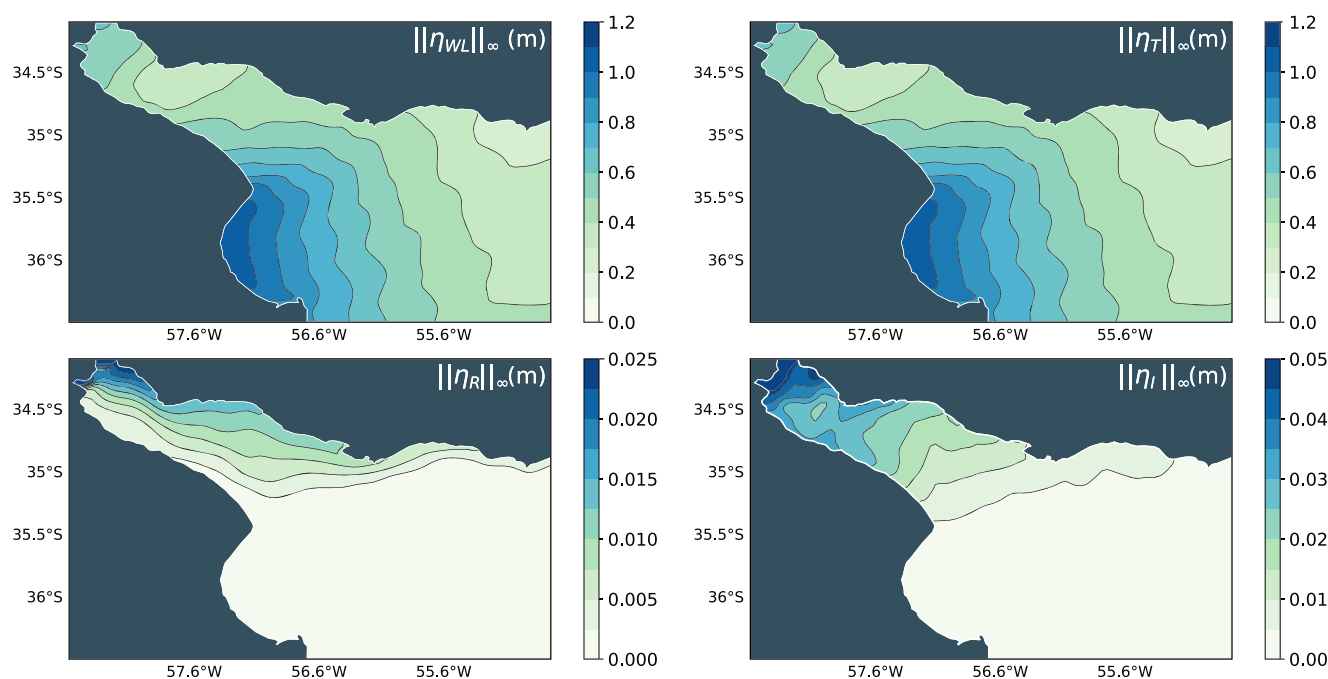 ||η_WL||_∞ (m)
1.2
1.0
0.8
0.6
0.4
0.2
0.0
34.5°S
35°S
35.5°S
36°S
57.6°W 56.6°W 55.6°W
||η_T||_∞(m)
1.2
1.0
0.8
0.6
0.4
0.2
0.0
34.5°S
35°S
35.5°S
36°S
57.6°W 56.6°W 55.6°W
||η_R||_∞(m)
0.025
0.020
0.015
0.010
0.005
0.000
34.5°S
35°S
35.5°S
36°S
57.6°W 56.6°W 55.6°W
||η_I||_∞(m)
0.05
0.04
0.03
0.02
0.01
0.00
34.5°S
35°S
35.5°S
36°S
57.6°W 56.6°W 55.6°W